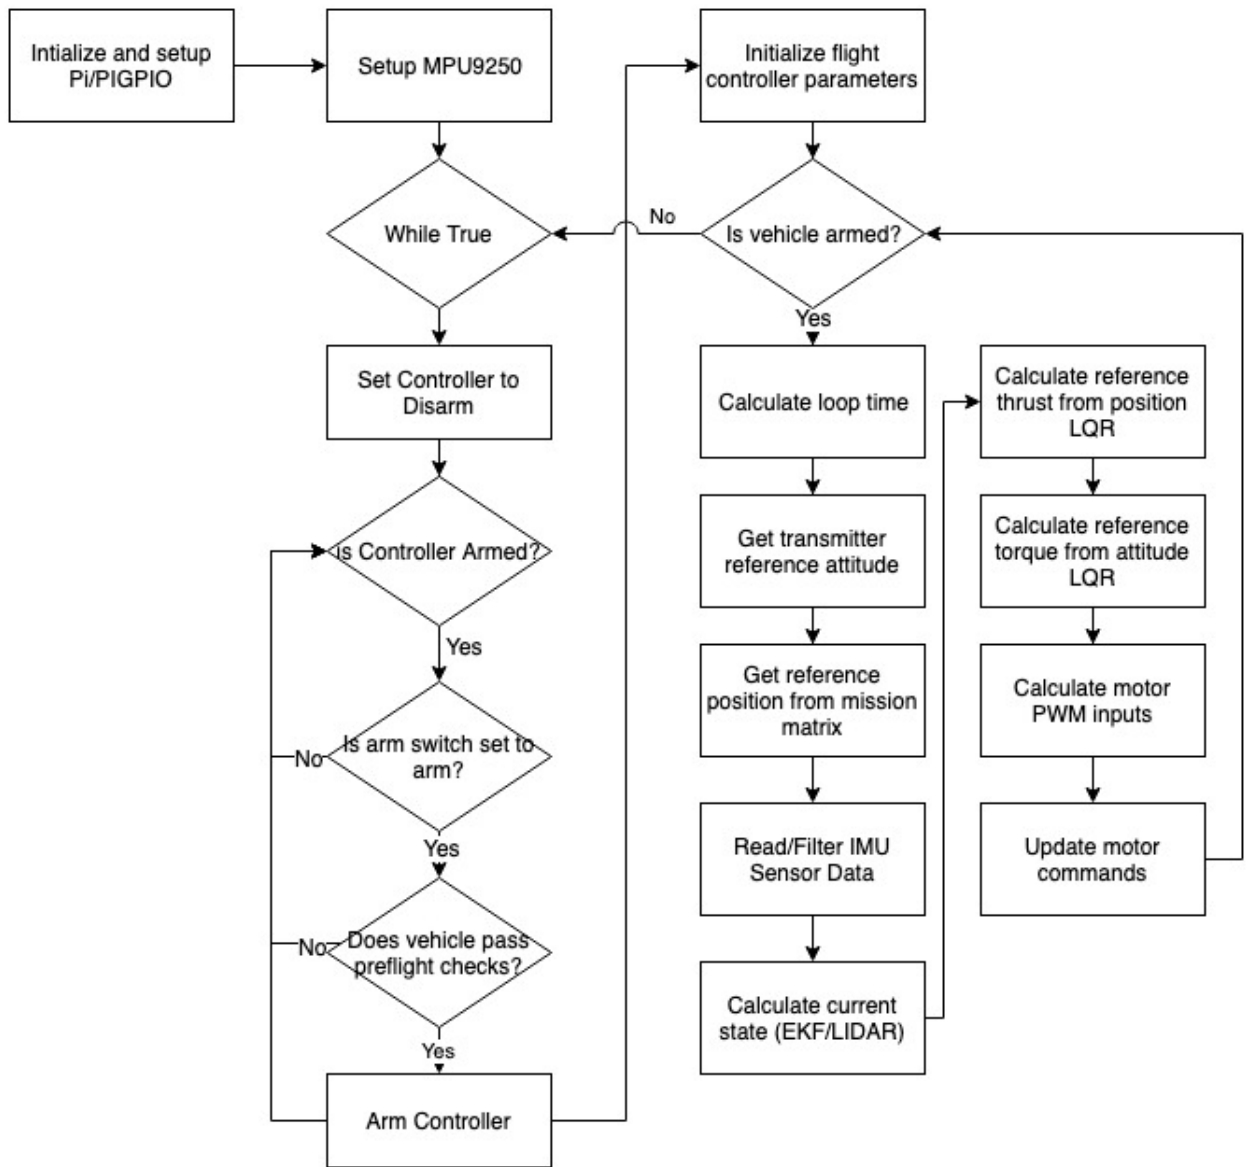 Intialize and setup
Pi/PIGPIO
Setup MPU9250
While True
Set Controller to
Disarm
is Controller Armed?
Yes
Is arm switch set to
arm?
No
Yes
Does vehicle pass
preflight checks?
No
Yes
Arm Controller
Initialize flight
controller parameters
Is vehicle armed?
No
Yes
Calculate loop time
Get transmitter
reference attitude
Get reference
position from mission
matrix
Read/Filter IMU
Sensor Data
Calculate current
state (EKF/LIDAR)
Calculate reference
thrust from position
LQR
Calculate reference
torque from attitude
LQR
Calculate motor
PWM inputs
Update motor
commands